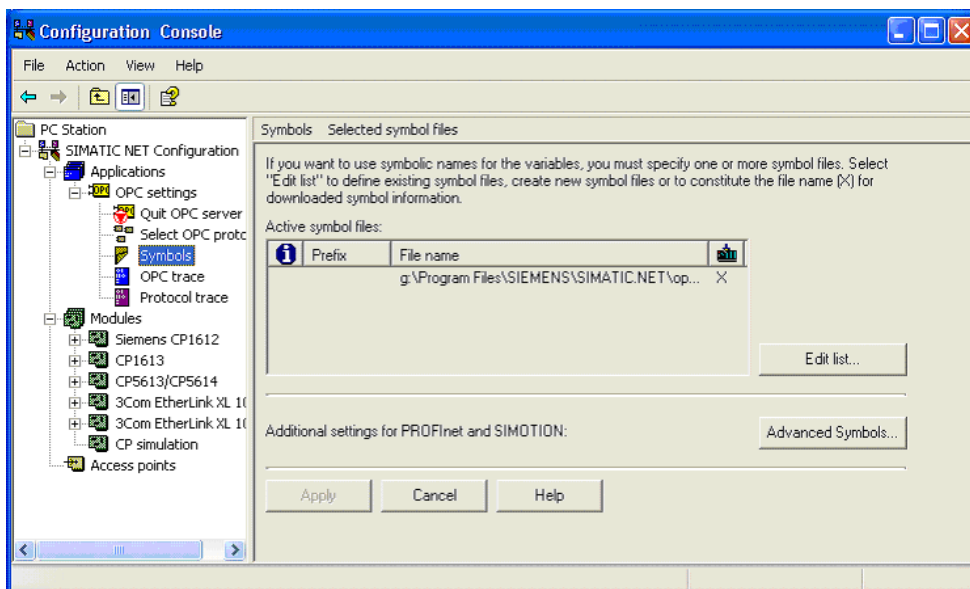 Configuration Console
File Action View Help
PC Station
SIMATIC NET Configuration
Applications
OPC settings
Quit OPC server
Select OPC protc
Symbols
OPC trace
Protocol trace
Modules
Siemens CP1612
CP1613
CP5613/CP5614
3Com EtherLink XL 10
3Com EtherLink XL 10
CP simulation
Access points
Symbols Selected symbol files
If you want to use symbolic names for the variables, you must specify one or more symbol files. Select
"Edit list" to define existing symbol files, create new symbol files or to constitute the file name (X) for
downloaded symbol information.
Active symbol files:
Prefix File name
g:\Program Files\SIEMENS\SIMATIC.NET\op... X
Edit list...
Additional settings for PROFInet and SIMOTION:
Advanced Symbols...
Apply Cancel Help